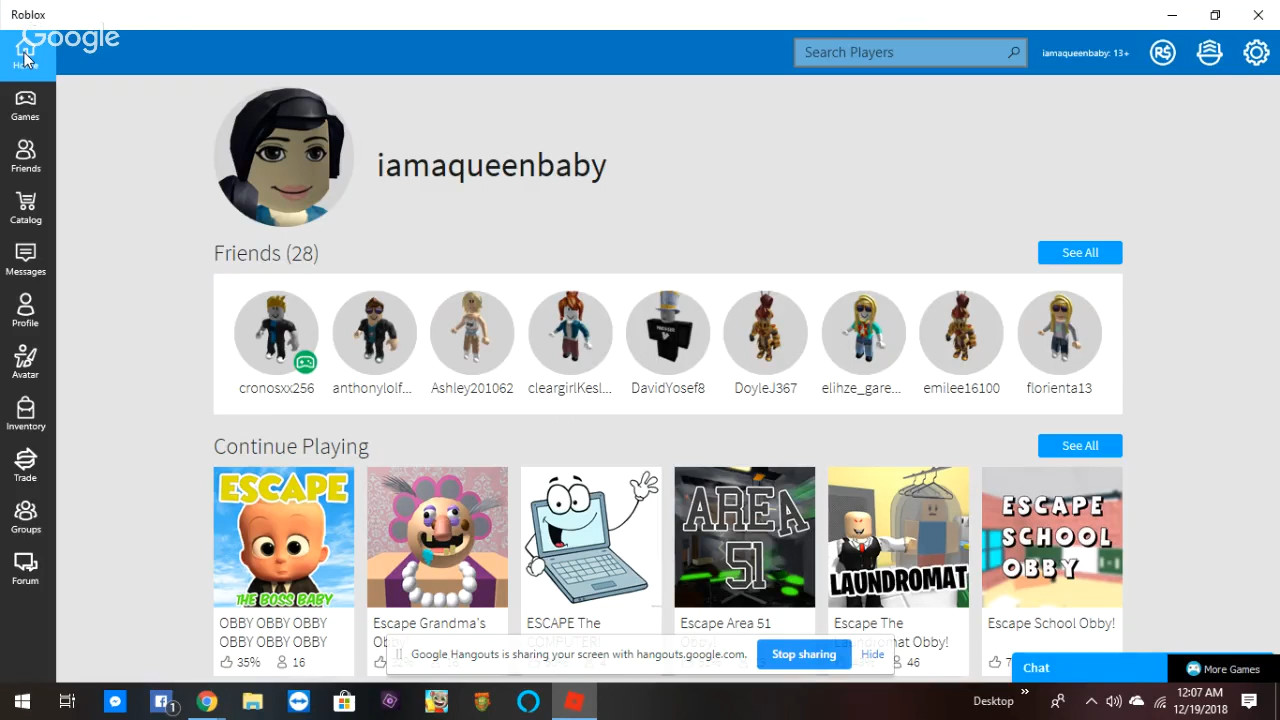 Roblox
Google
Home
Search Players
iamaqueenbaby: 13+
R$
Games
Friends
Catalog
Messages
Profile
Avatar
Inventory
Trade
Groups
Forum
iamaqueenbaby
Friends (28)
See All
cronosxx256
anthonylolf...
Ashley201062
cleargirlKesl...
DavidYosef8
DoyleJ367
elihze_gare...
emilee16100
florienta13
Continue Playing
See All
ESCAPE
THE BOSS BABY
AREA
51
LAUNDROMAT
ESCAPE
SCHOOL
OBBY
OBBY OBBY OBBY
OBBY OBBY OBBY
35%
16
Escape Grandma's
ESCAPE The
Escape Area 51
Escape The
Laundromat Obby!
46
Escape School Obby!
Google Hangouts is sharing your screen with hangouts.google.com.
Stop sharing
Hide
Chat
More Games
1
Desktop
12:07 AM
12/19/2018